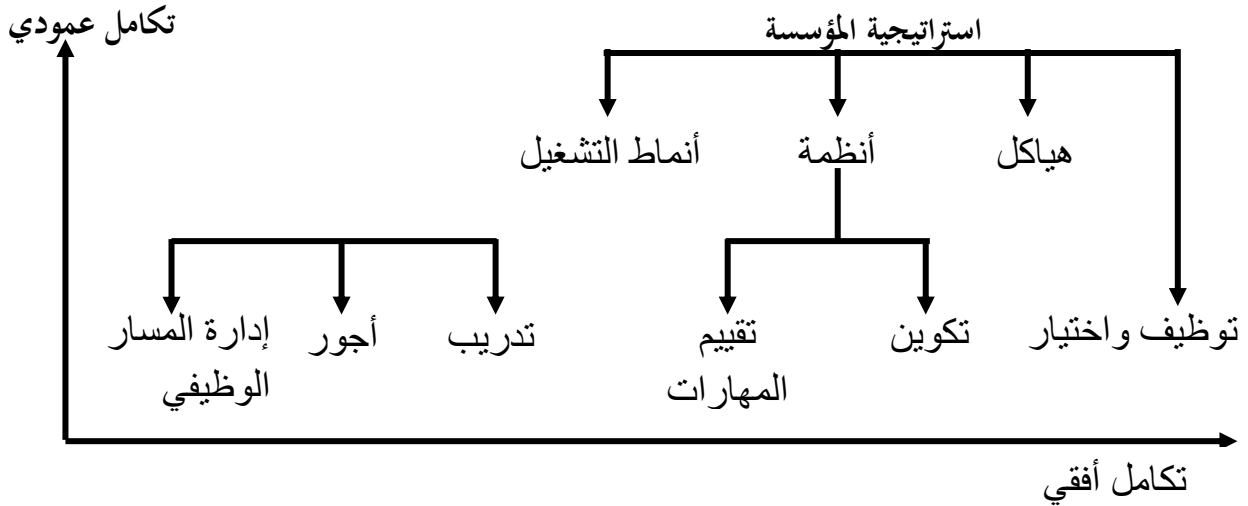 تكامل عمودي
استراتيجية المؤسسة
هياكل
أنظمة
أنماط التشغيل
توظيف واختيار
تكوين
تقييم
المهارات
تدريب
أجور
إدارة المسار
الوظيفي
تكامل أفقي